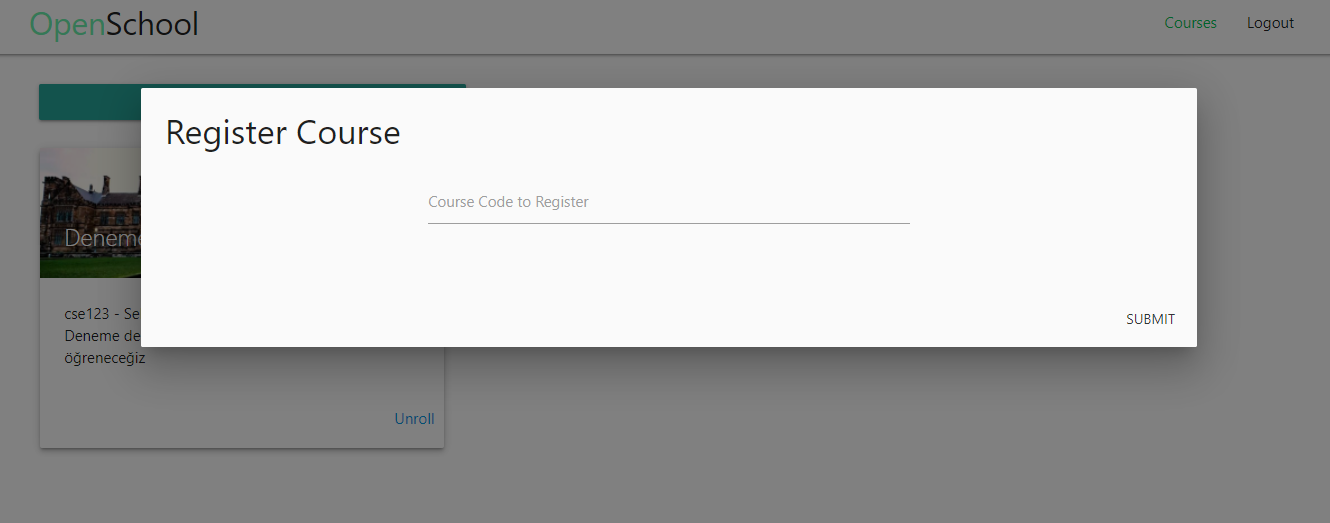 OpenSchool
Courses
Logout
Register Course
Course Code to Register
SUBMIT
Deneme
cse123 - Se
Deneme de
öğreneceğiz
Unroll